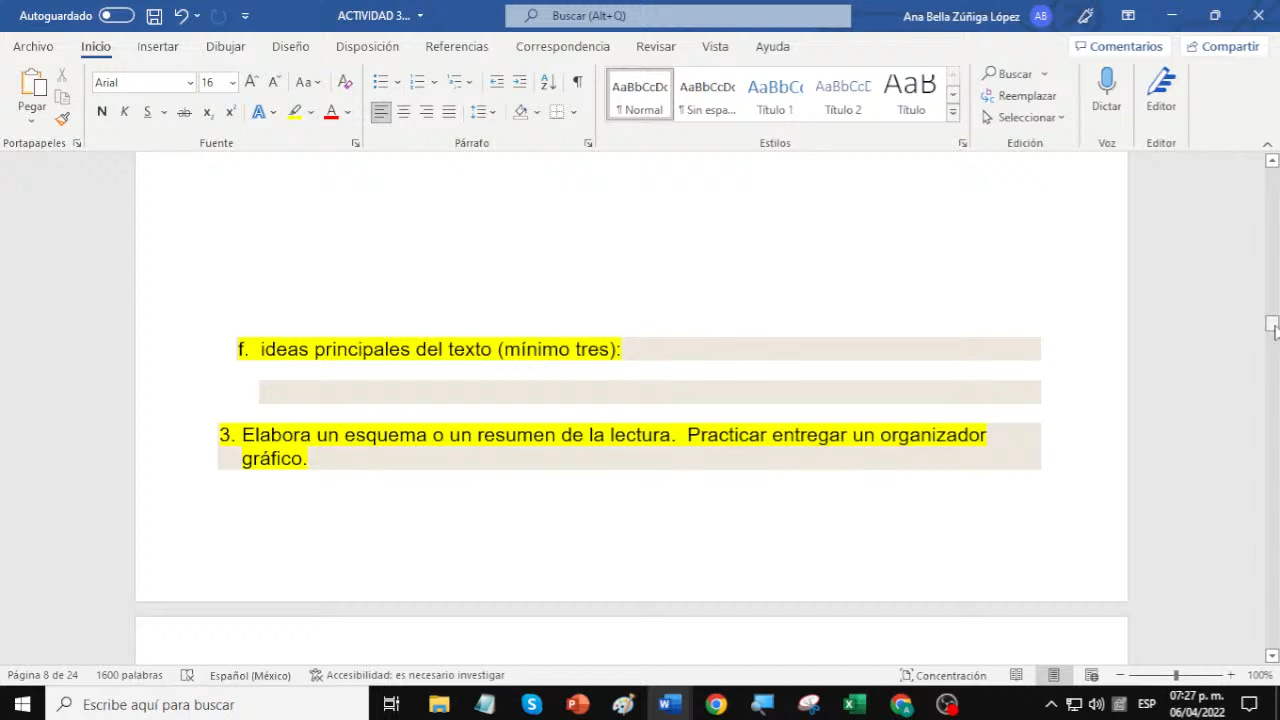 Autoguardado
ACTIVIDAD 3...
Buscar (Alt+Q)
Ana Bella Zúñiga López
AB
Archivo
Inicio
Insertar
Dibujar
Diseño
Disposición
Referencias
Correspondencia
Revisar
Vista
Ayuda
Comentarios
Compartir
Pegar
Portapapeles
Arial
16
Aa
N K S ab x₂ x²
Fuente
Párrafo
AaBbCcDc
¶ Normal
AaBbCcDc
¶ Sin espa...
AaBbCc
Título 1
AaBbCcD
Título 2
AaB
Título
Estilos
Buscar
Reemplazar
Seleccionar
Edición
Dictar
Voz
Editor
Editor
f. ideas principales del texto (mínimo tres):
3. Elabora un esquema o un resumen de la lectura. Practicar entregar un organizador
gráfico.
Página 8 de 24
1600 palabras
Español (México)
Accesibilidad: es necesario investigar
Concentración
100%
Escribe aquí para buscar
ESP
07:27 p. m.
06/04/2022